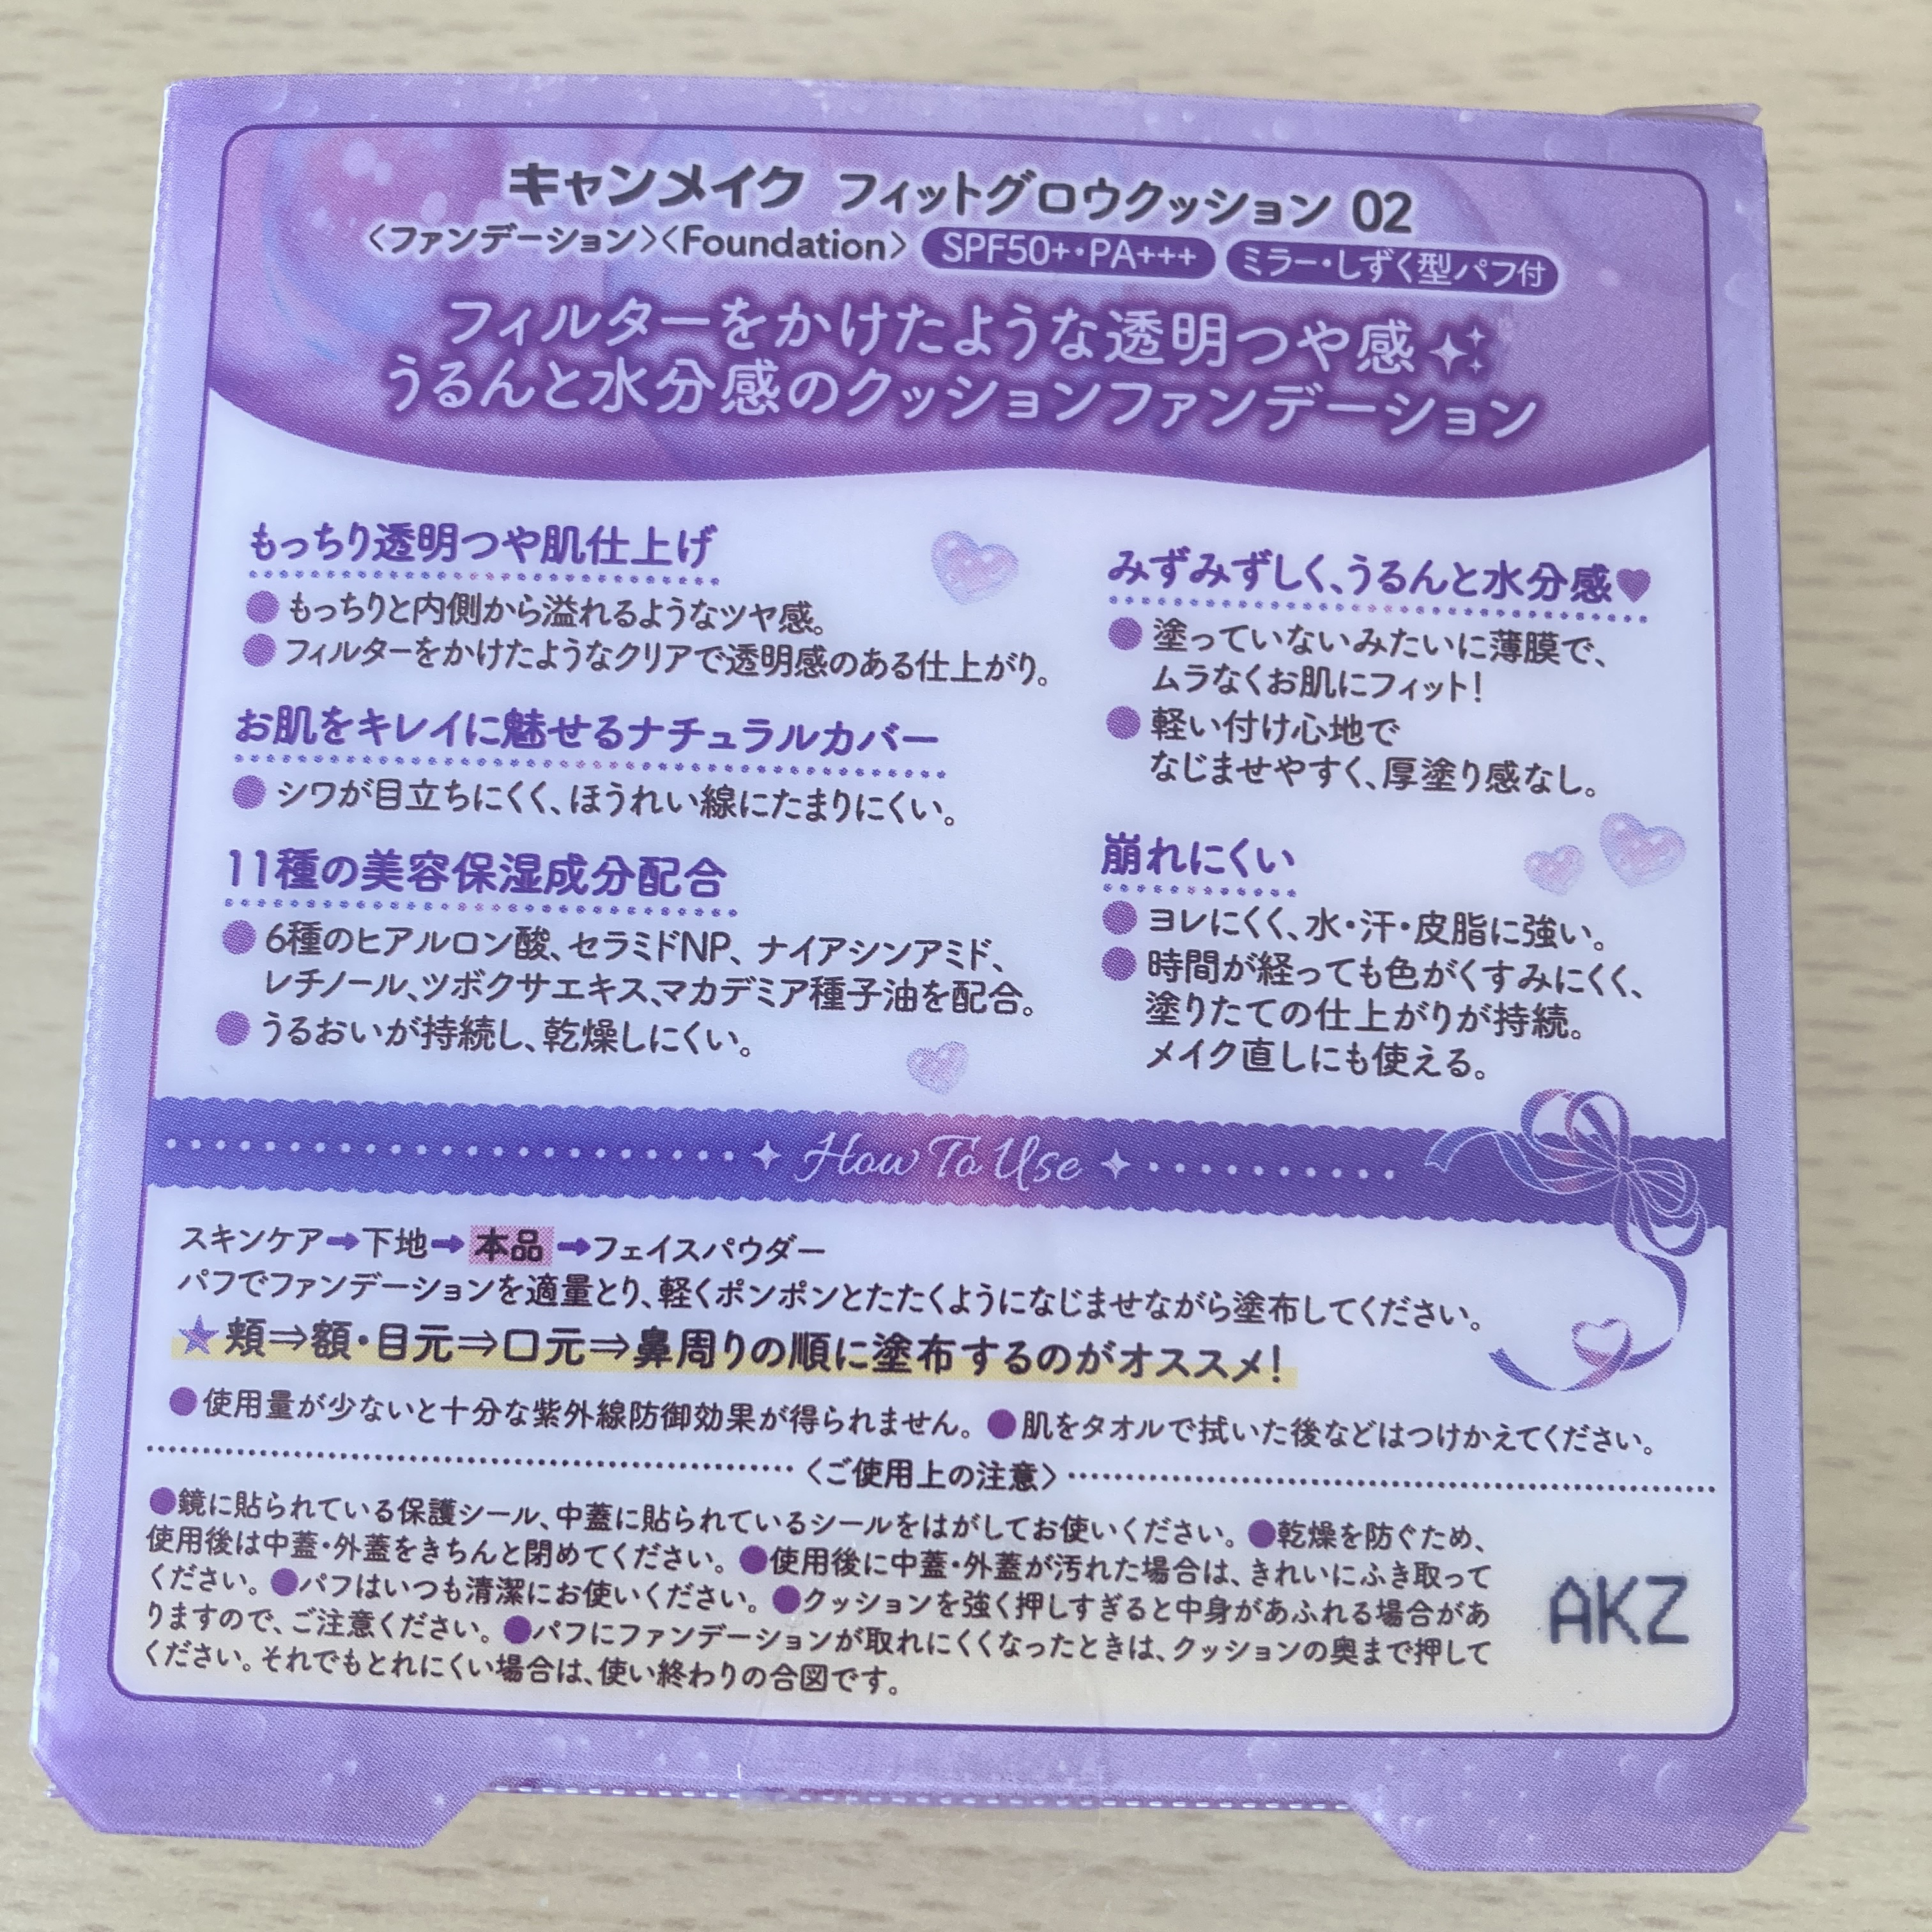 キャンメイク フィットグロウクッション 02
〈ファンデーション〉〈Foundation〉 SPF50+・PA+++ ミラー・しずく型パフ付
フィルターをかけたような透明つや感
うるんと水分感のクッションファンデーション
もっちり透明つや肌仕上げ
●もっちりと内側から溢れるようなツヤ感。
●フィルターをかけたようなクリアで透明感のある仕上がり。
お肌をキレイに魅せるナチュラルカバー
●シワが目立ちにくく、ほうれい線にたまりにくい。
11種の美容保湿成分配合
●6種のヒアルロン酸、セラミドNP、ナイアシンアミド、
レチノール、ツボクサエキス、マカデミア種子油を配合。
●うるおいが持続し、乾燥しにくい。
みずみずしく、うるんと水分感♥
●塗っていないみたいに薄膜で、
ムラなくお肌にフィット!
●軽い付け心地で
なじませやすく、厚塗り感なし。
崩れにくい
●ヨレにくく、水・汗・皮脂に強い。
●時間が経っても色がくすみにくく、
塗りたての仕上がりが持続。
メイク直しにも使える。
How To Use
スキンケア➡下地➡本品➡フェイスパウダー
パフでファンデーションを適量とり、軽くポンポンとたたくようになじませながら塗布してください。
★頬⇒額・目元⇒口元⇒鼻周りの順に塗布するのがオススメ!
●使用量が少ないと十分な紫外線防御効果が得られません。●肌をタオルで拭いた後などはつけかえてください。
〈ご使用上の注意〉
●鏡に貼られている保護シール、中蓋に貼られているシールをはがしてお使いください。●乾燥を防ぐため、
使用後は中蓋・外蓋をきちんと閉めてください。●使用後に中蓋・外蓋が汚れた場合は、きれいにふき取って
ください。●パフはいつも清潔にお使いください。●クッションを強く押しすぎると中身があふれる場合があ
りますので、ご注意ください。●パフにファンデーションが取れにくくなったときは、クッションの奥まで押して
ください。それでもとれにくい場合は、使い終わりの合図です。
AKZ